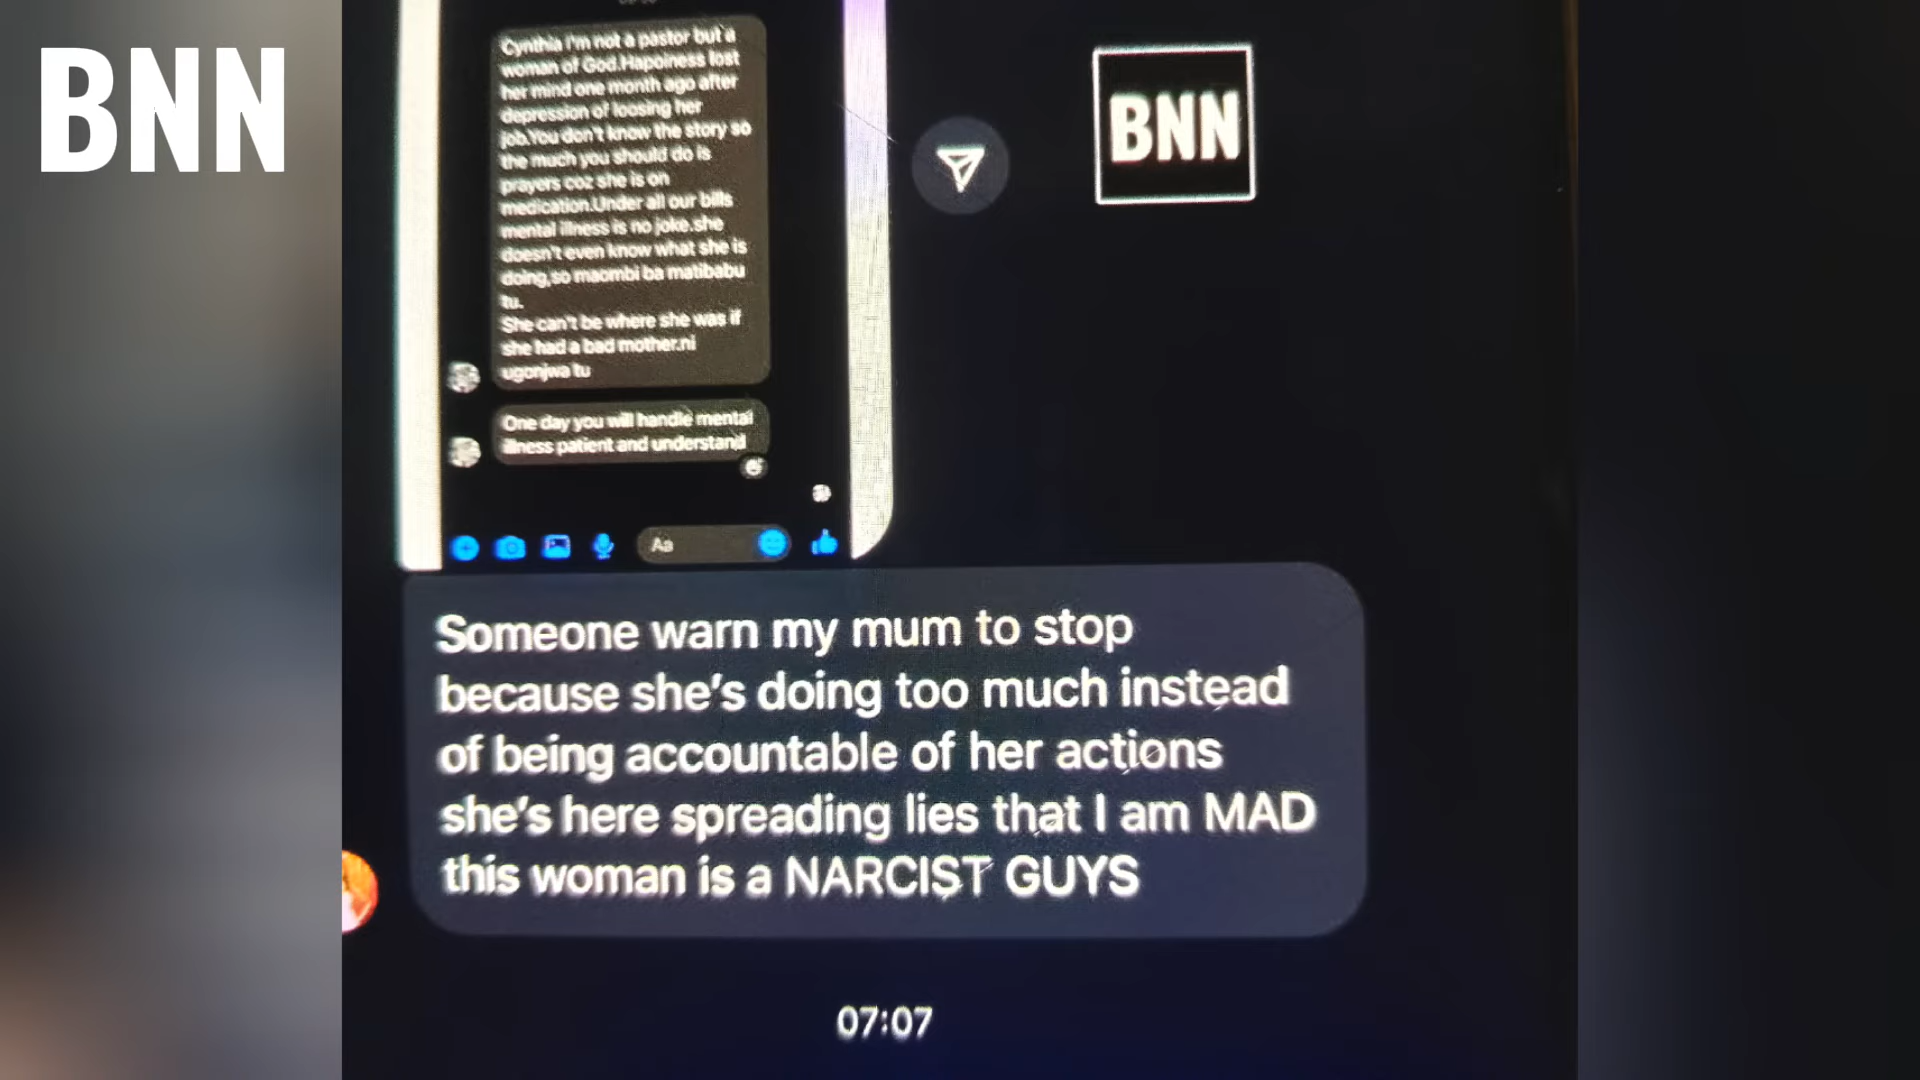 BNN
BNN
Cynthia I'm not a pastor but a
woman of God.Hapoiness lost
her mind one month ago after
depression of loosing her
job.You don't know the story so
the much you should do is
prayers coz she is on
medication.Under all our bills
mental illness is no joke.she
doesn't even know what she is
doing,so maombi ba matibabu
tu.
She can't be where she was if
she had a bad mother.ni
ugonjwa tu
One day you will handle mental
illness patient and understand
Aa
Someone warn my mum to stop
because she's doing too much instead
of being accountable of her actions
she's here spreading lies that I am MAD
this woman is a NARCIST GUYS
07:07